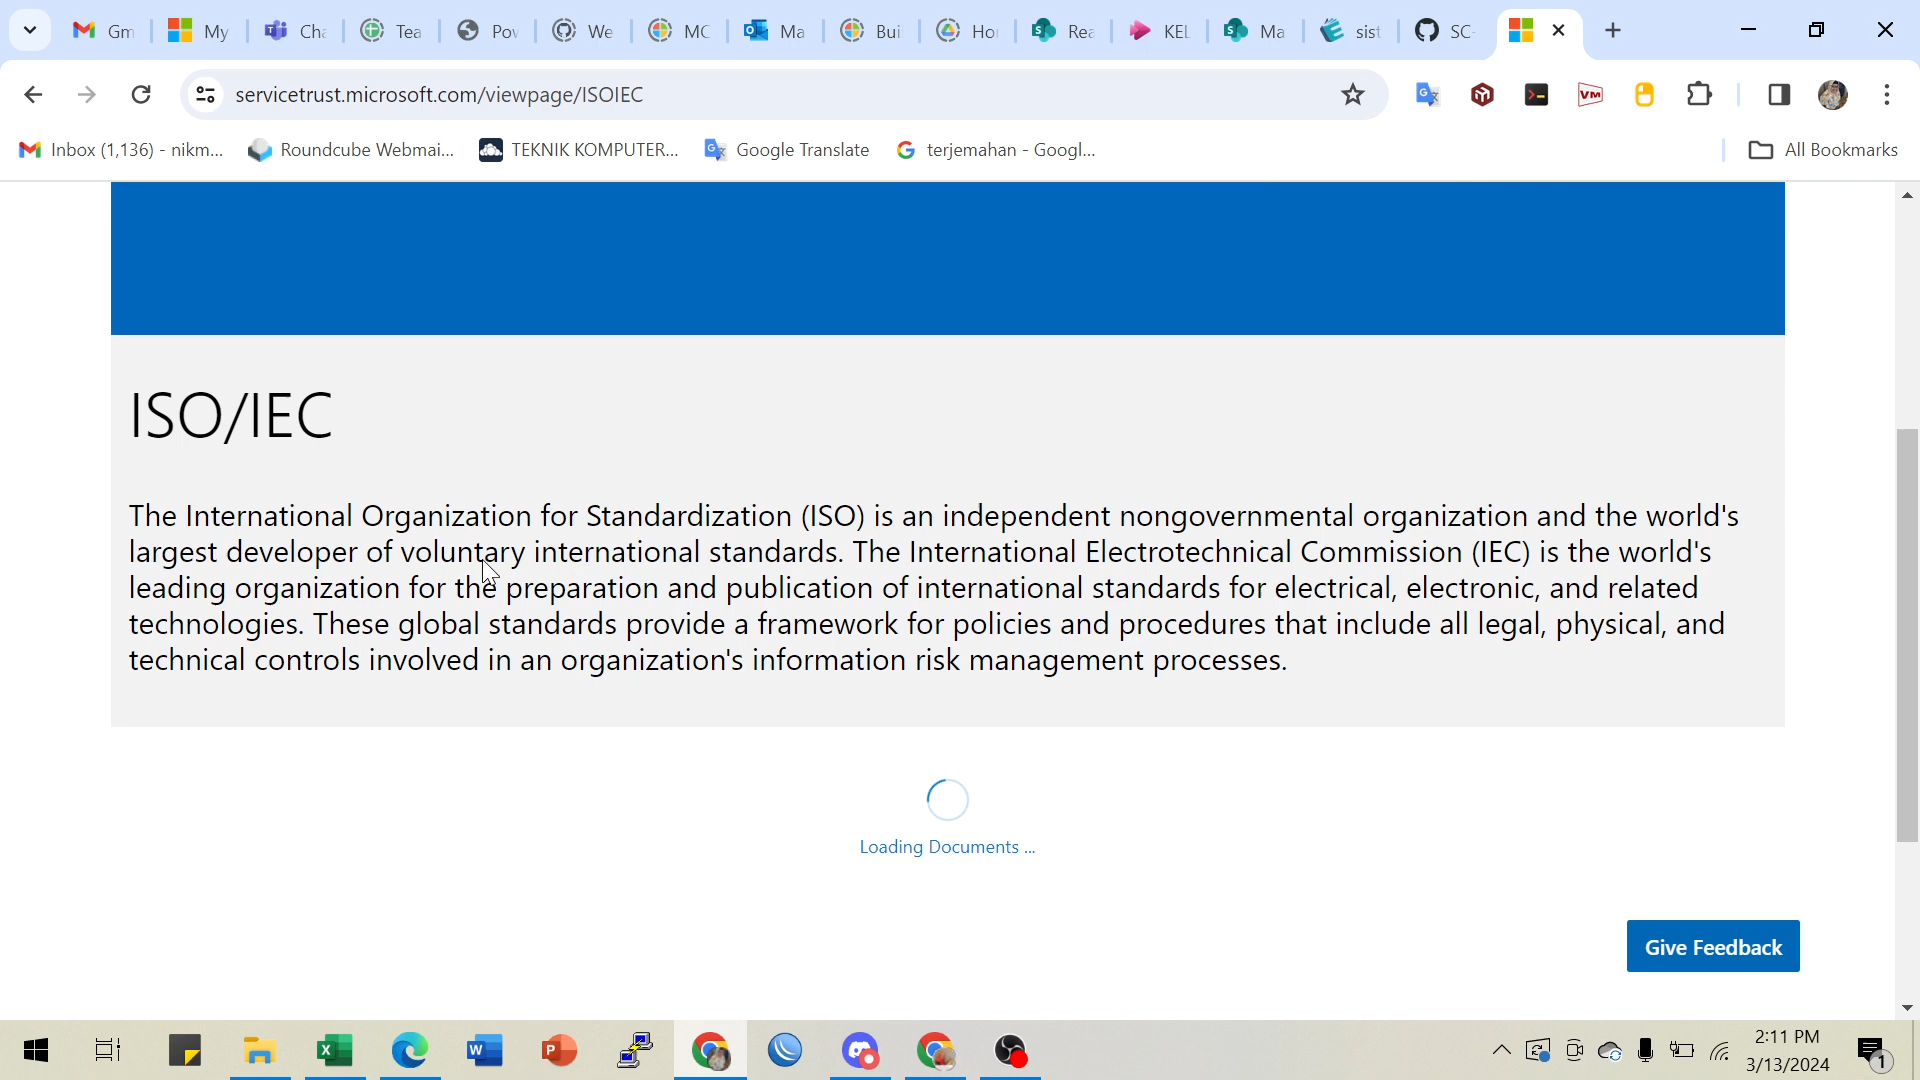 Gm
My
Cha
Tea
Pov
We
MC
Ma
Bui
Ho
Rea
KEL
Ma
sist
SC-
servicetrust.microsoft.com/viewpage/ISOIEC
Inbox (1,136) - nikm...
Roundcube Webmai...
TEKNIK KOMPUTER...
Google Translate
terjemahan - Googl...
All Bookmarks
ISO/IEC
The International Organization for Standardization (ISO) is an independent nongovernmental organization and the world's
largest developer of voluntary international standards. The International Electrotechnical Commission (IEC) is the world's
leading organization for the preparation and publication of international standards for electrical, electronic, and related
technologies. These global standards provide a framework for policies and procedures that include all legal, physical, and
technical controls involved in an organization's information risk management processes.
Loading Documents ...
Give Feedback
2:11 PM
3/13/2024
1